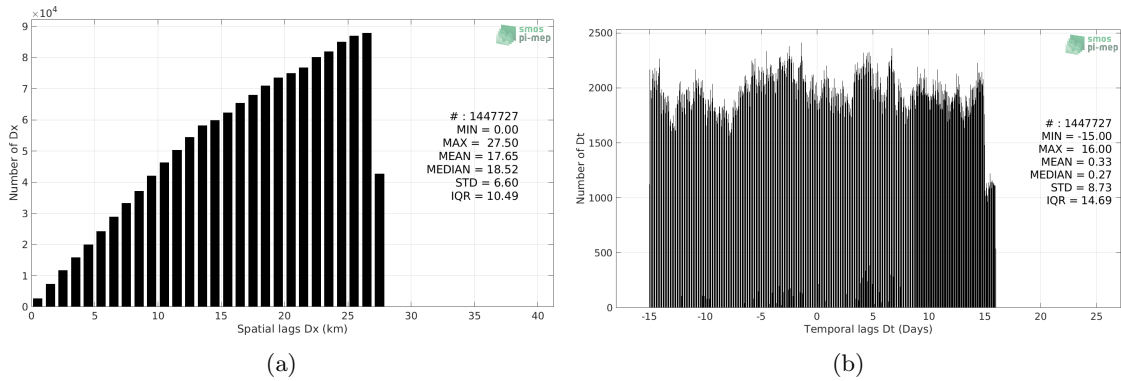 ×10⁴
9
8
7
6
5
4
3
2
1
0
Number of Dx
0 5 10 15 20 25 30 35 40
Spatial lags Dx (km)
smos
pi-mep
# : 1447727
MIN = 0.00
MAX = 27.50
MEAN = 17.65
MEDIAN = 18.52
STD = 6.60
IQR = 10.49
(a)
2500
2000
1500
1000
500
0
Number of Dt
-15 -10 -5 0 5 10 15 20 25
Temporal lags Dt (Days)
smos
pi-mep
# : 1447727
MIN = -15.00
MAX = 16.00
MEAN = 0.33
MEDIAN = 0.27
STD = 8.73
IQR = 14.69
(b)